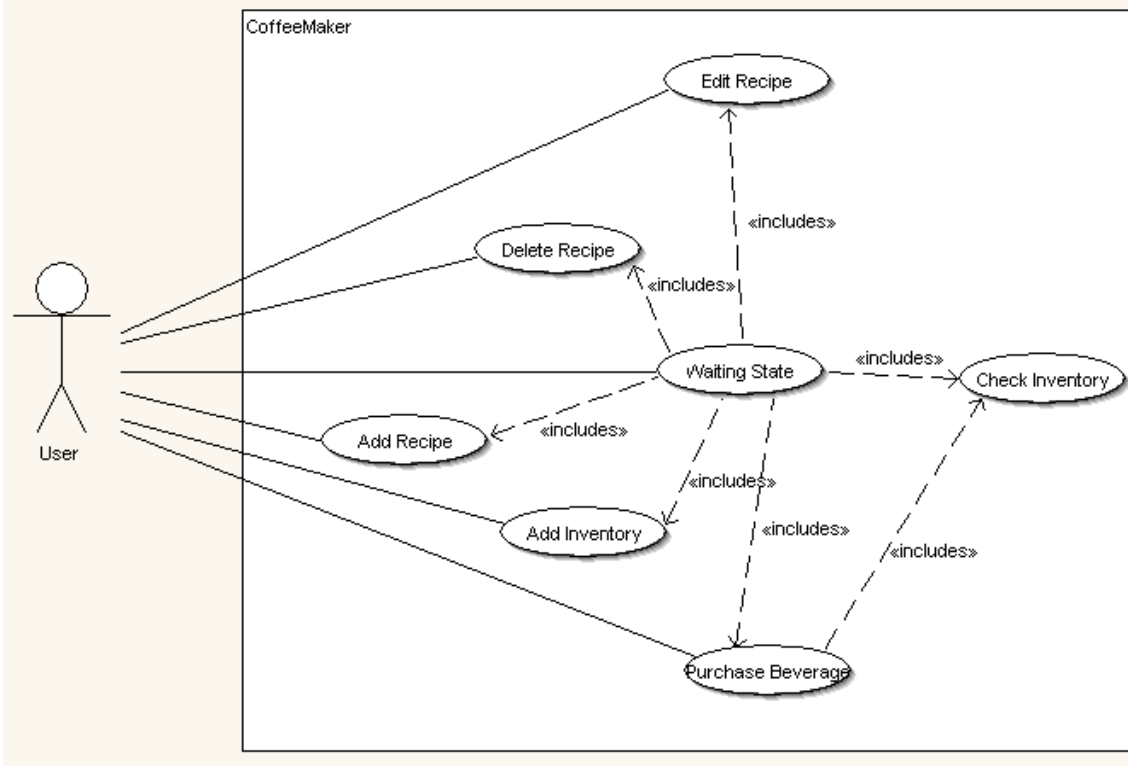 CoffeeMaker
Edit Recipe
«includes»
Delete Recipe
«includes»
Waiting State
«includes»
Check Inventory
Add Recipe
«includes»
User
«includes»
Add Inventory
«includes»
«includes»
Purchase Beverage